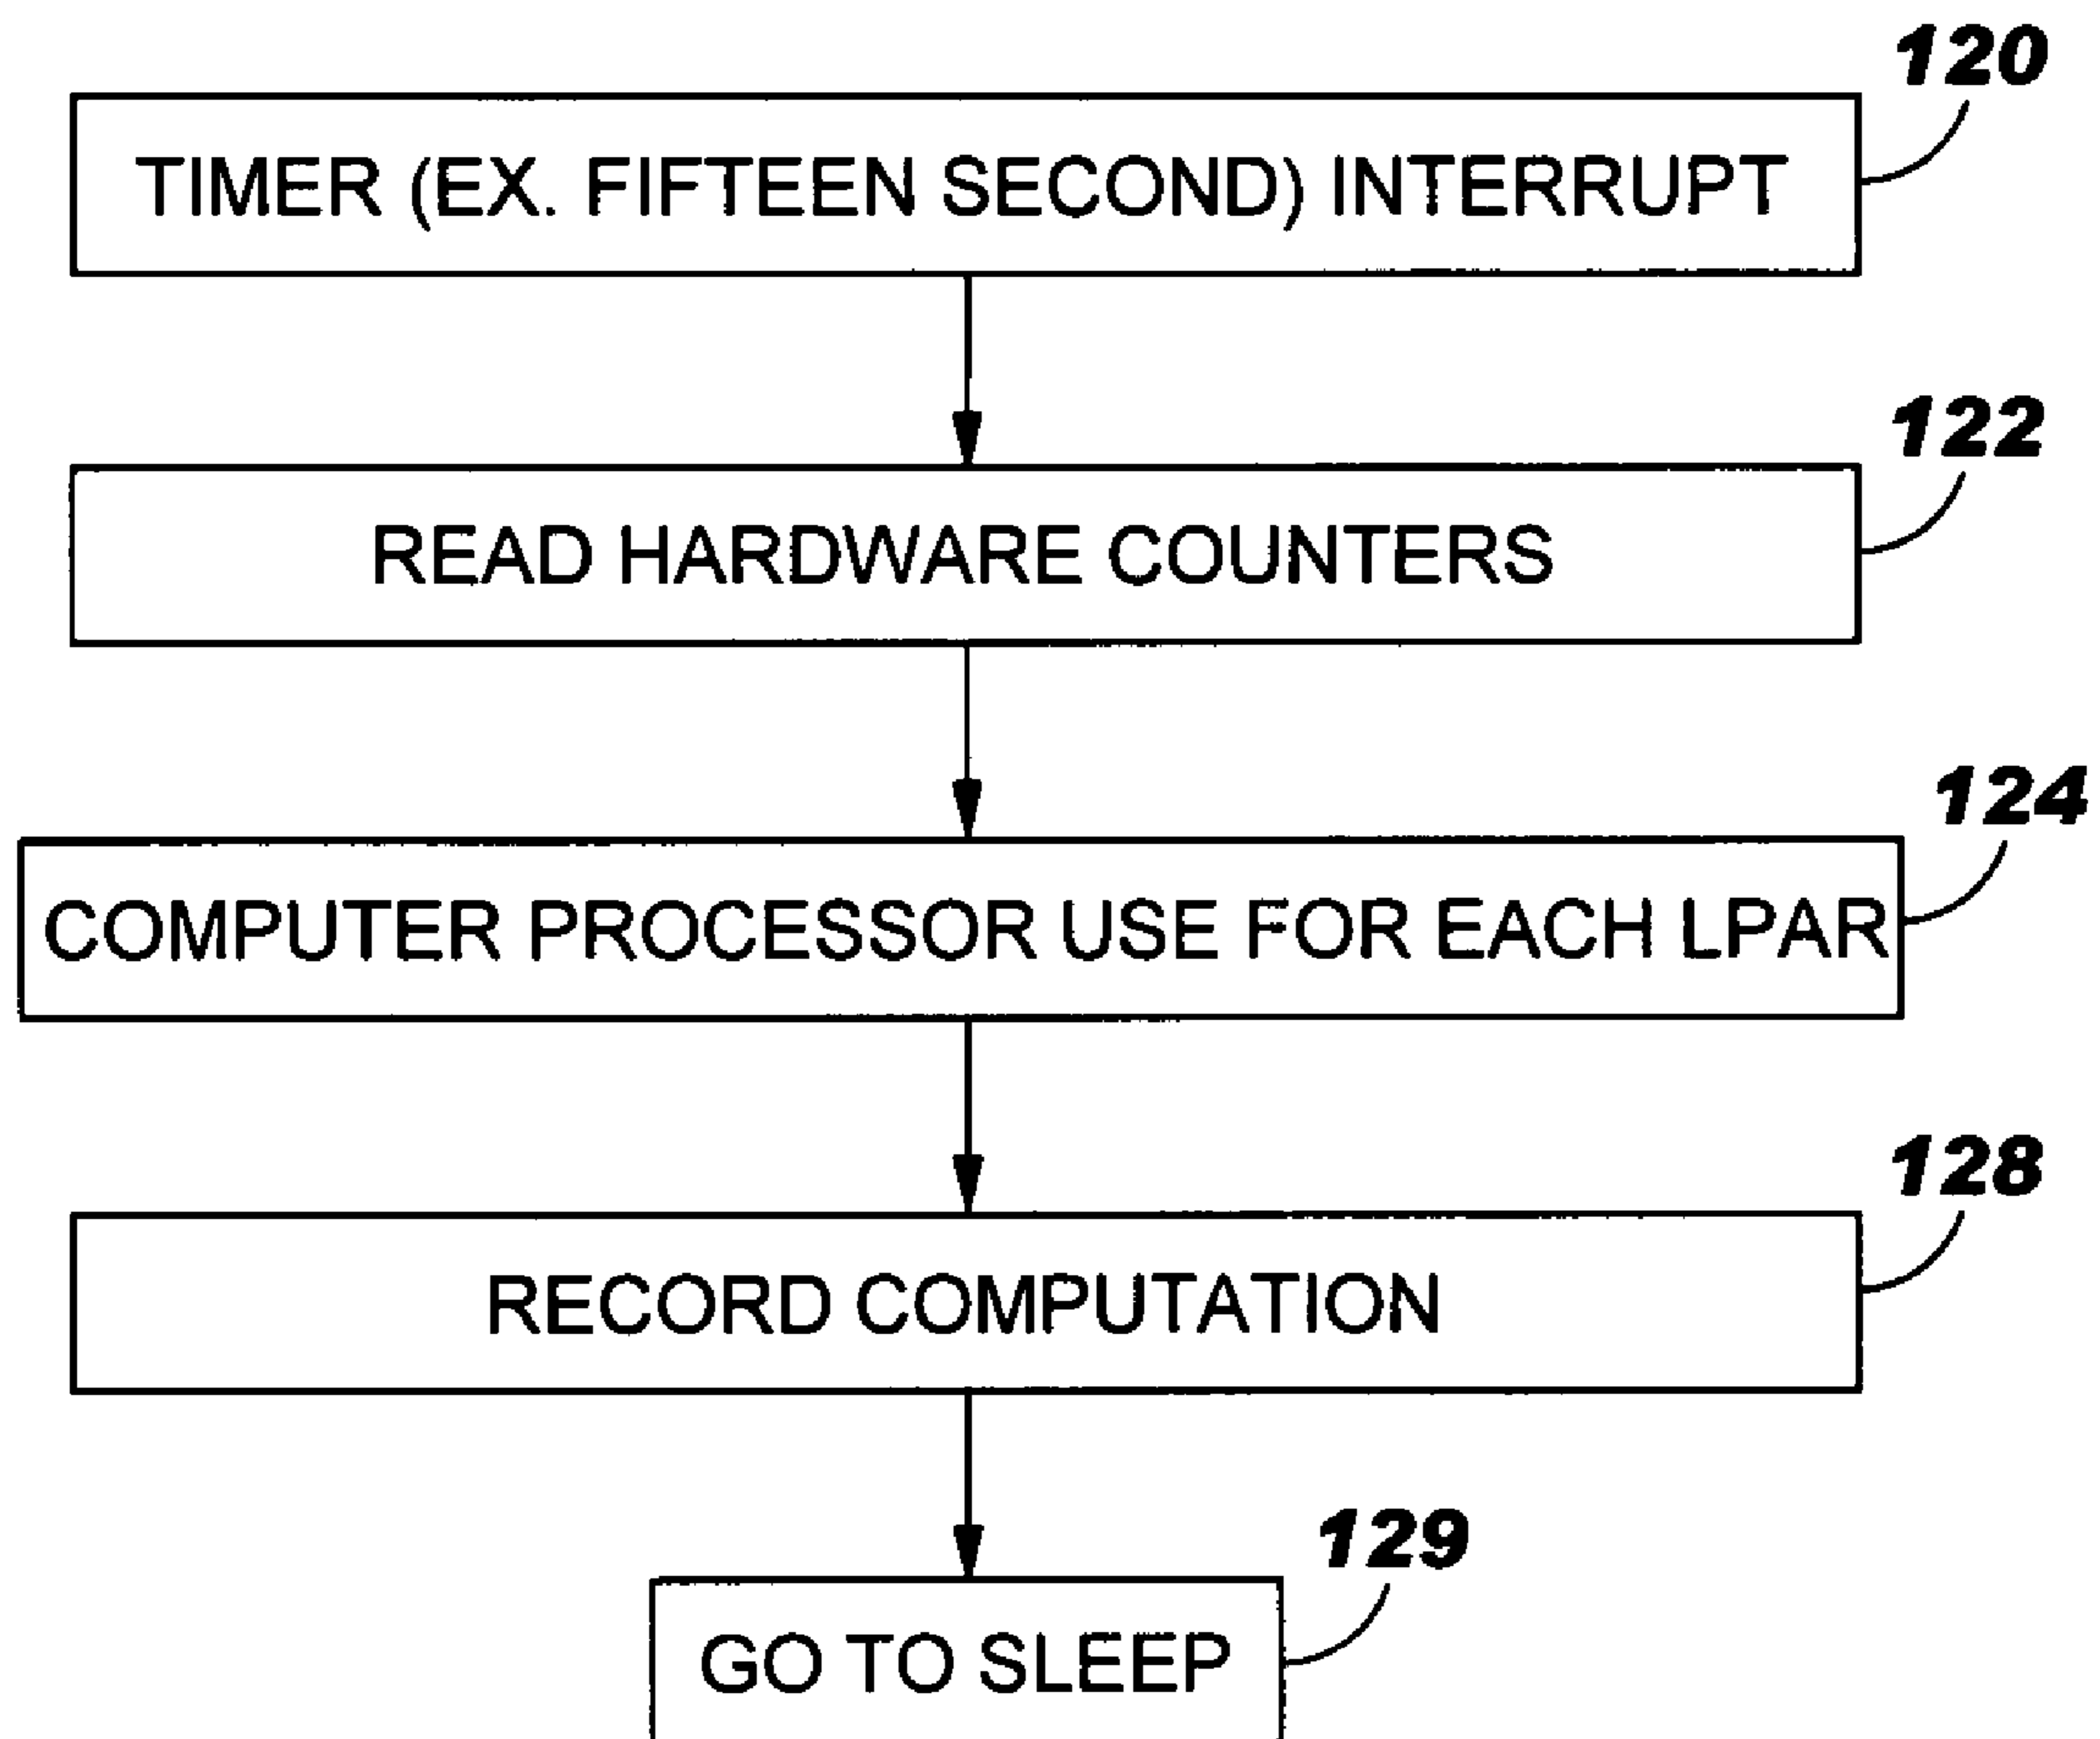 120
TIMER (EX. FIFTEEN SECOND) INTERRUPT
122
READ HARDWARE COUNTERS
124
COMPUTER PROCESSOR USE FOR EACH LPAR
128
RECORD COMPUTATION
129
GO TO SLEEP